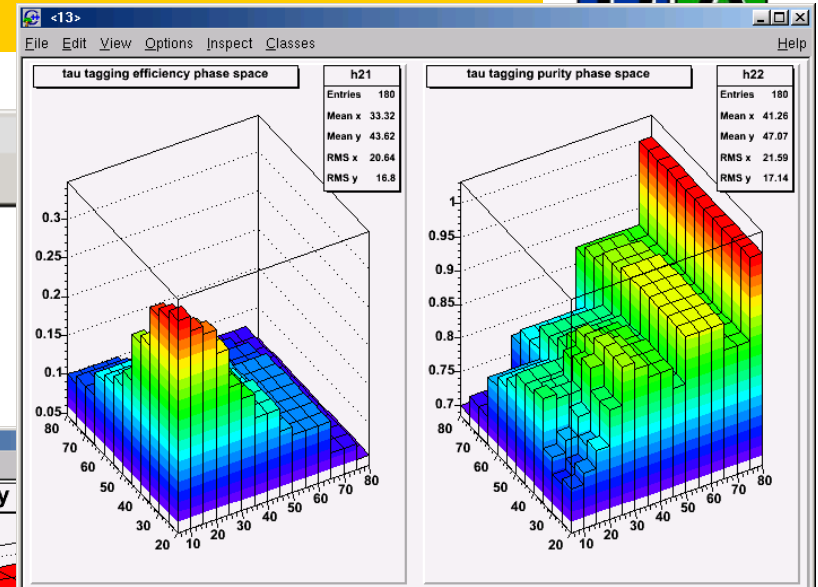 <13>
File Edit View Options Inspect Classes Help
tau tagging efficiency phase space
h21
Entries 180
Mean x 33.32
Mean y 43.62
RMS x 20.64
RMS y 16.8
0.3
0.25
0.2
0.15
0.1
0.05
80
70
60
50
40
30
20
10 20 30 40 50 60 70 80
tau tagging purity phase space
h22
Entries 180
Mean x 41.26
Mean y 47.07
RMS x 21.59
RMS y 17.14
1
0.95
0.9
0.85
0.8
0.75
0.7
80
70
60
50
40
30
20
10 20 30 40 50 60 70 80
y